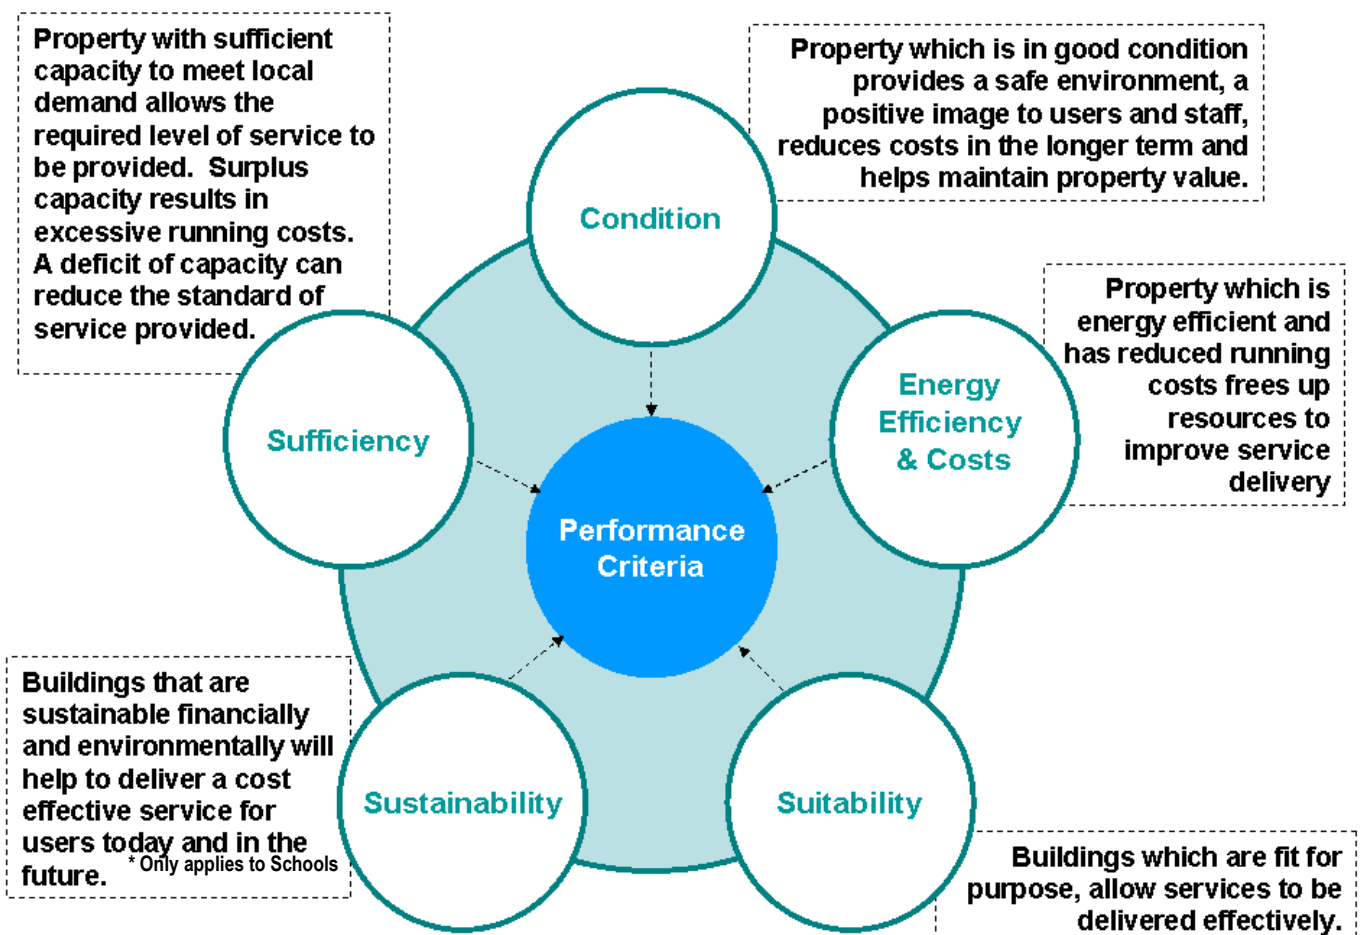 Property with sufficient
capacity to meet local
demand allows the
required level of service to
be provided.  Surplus
capacity results in
excessive running costs.
A deficit of capacity can
reduce the standard of
service provided.
Property which is in good condition
provides a safe environment, a
positive image to users and staff,
reduces costs in the longer term and
helps maintain property value.
Condition
Property which is
energy efficient and
has reduced running
costs frees up
resources to
improve service
delivery
Energy
Efficiency
& Costs
Sufficiency
Performance
Criteria
Buildings that are
sustainable financially
and environmentally will
help to deliver a cost
effective service for
users today and in the
future.
* Only applies to Schools
Sustainability
Suitability
Buildings which are fit for
purpose, allow services to be
delivered effectively.